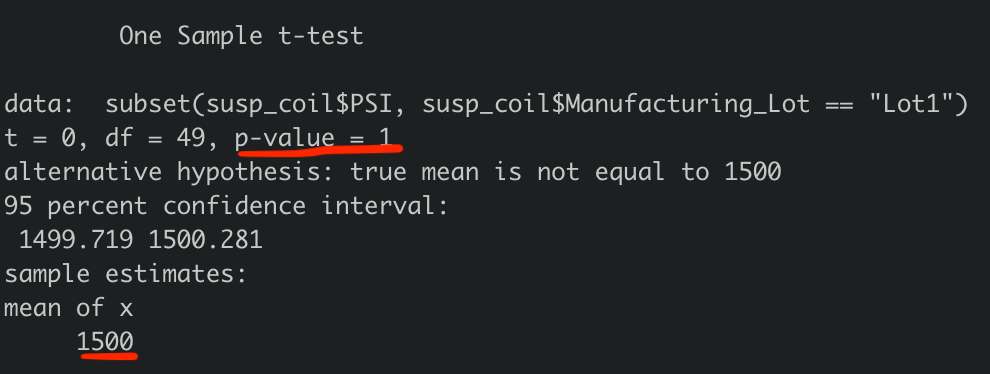 One Sample t-test
data:  subset(susp_coil$PSI, susp_coil$Manufacturing_Lot == "Lot1")
t = 0, df = 49, p-value = 1
alternative hypothesis: true mean is not equal to 1500
95 percent confidence interval:
1499.719 1500.281
sample estimates:
mean of x
1500